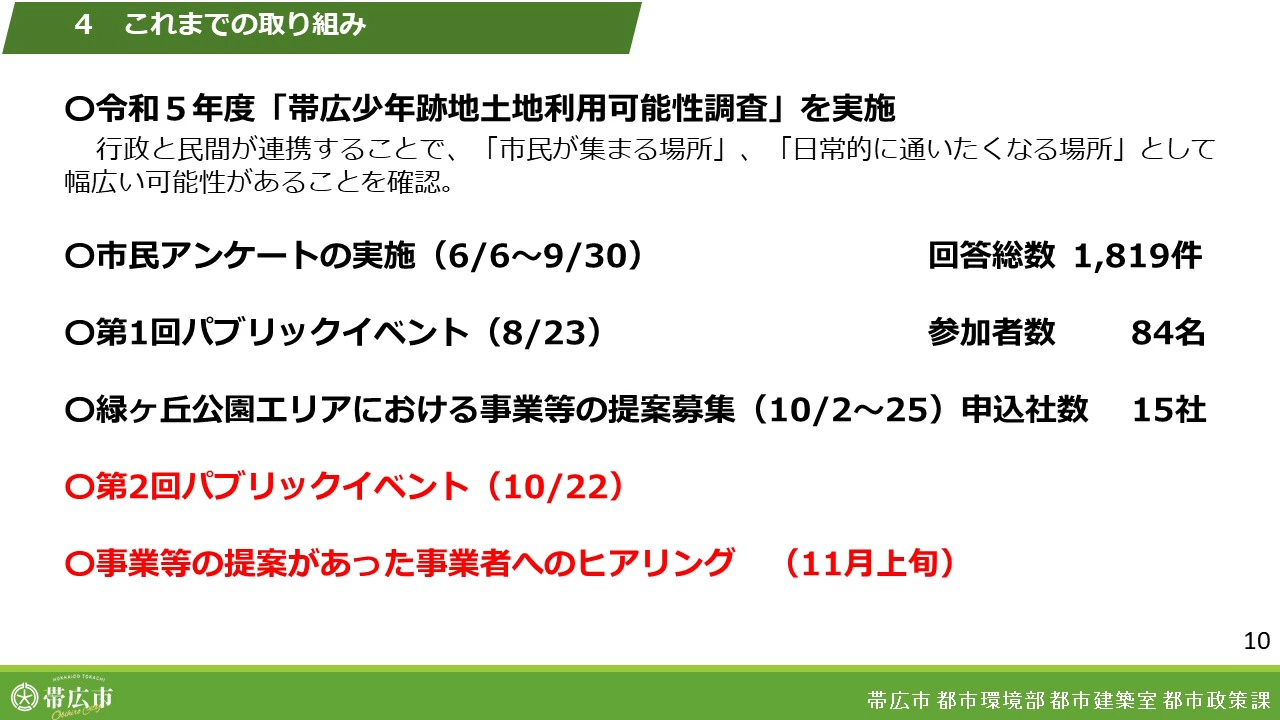 4 これまでの取り組み
〇令和５年度「帯広少年跡地土地利用可能性調査」を実施
行政と民間が連携することで、「市民が集まる場所」、「日常的に通いたくなる場所」として
幅広い可能性があることを確認。
〇市民アンケートの実施（6/6～9/30） 回答総数 1,819件
〇第1回パブリックイベント（8/23） 参加者数 84名
〇緑ヶ丘公園エリアにおける事業等の提案募集（10/2～25）申込社数 15社
〇第2回パブリックイベント（10/22）
〇事業等の提案があった事業者へのヒアリング （11月上旬）
10
HOKKAIDO TOKACHI
帯広市
Obihiro City
帯広市 都市環境部 都市建築室 都市政策課